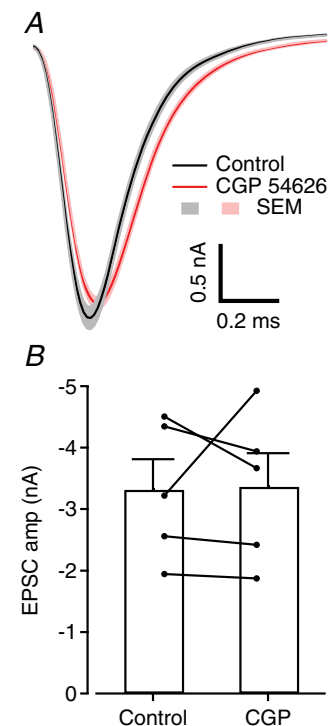 A
Control
CGP 54626
SEM
0.5 nA
0.2 ms
B
EPSC amp (nA)
-5
-4
-3
-2
-1
0
Control CGP